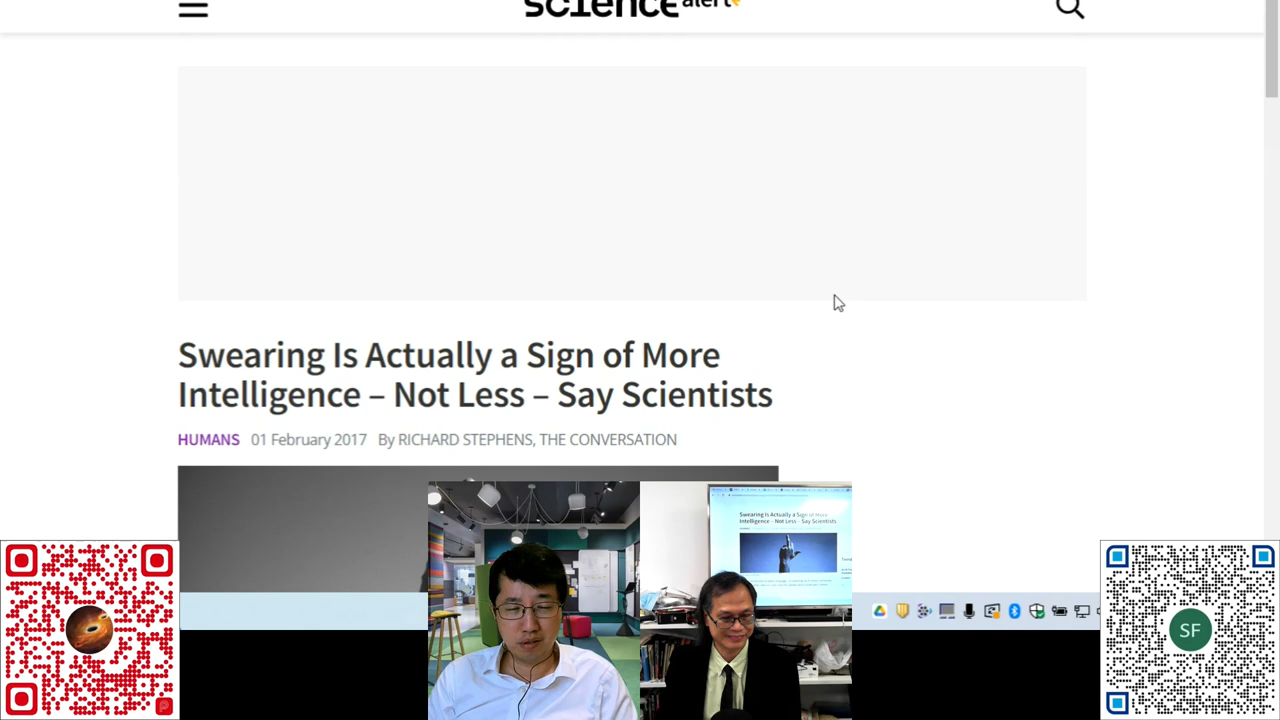 science alert
Swearing Is Actually a Sign of More
Intelligence – Not Less – Say Scientists
HUMANS 01 February 2017 By RICHARD STEPHENS, THE CONVERSATION
Swearing Is Actually a Sign of More
Intelligence - Not Less - Say Scientists
SF